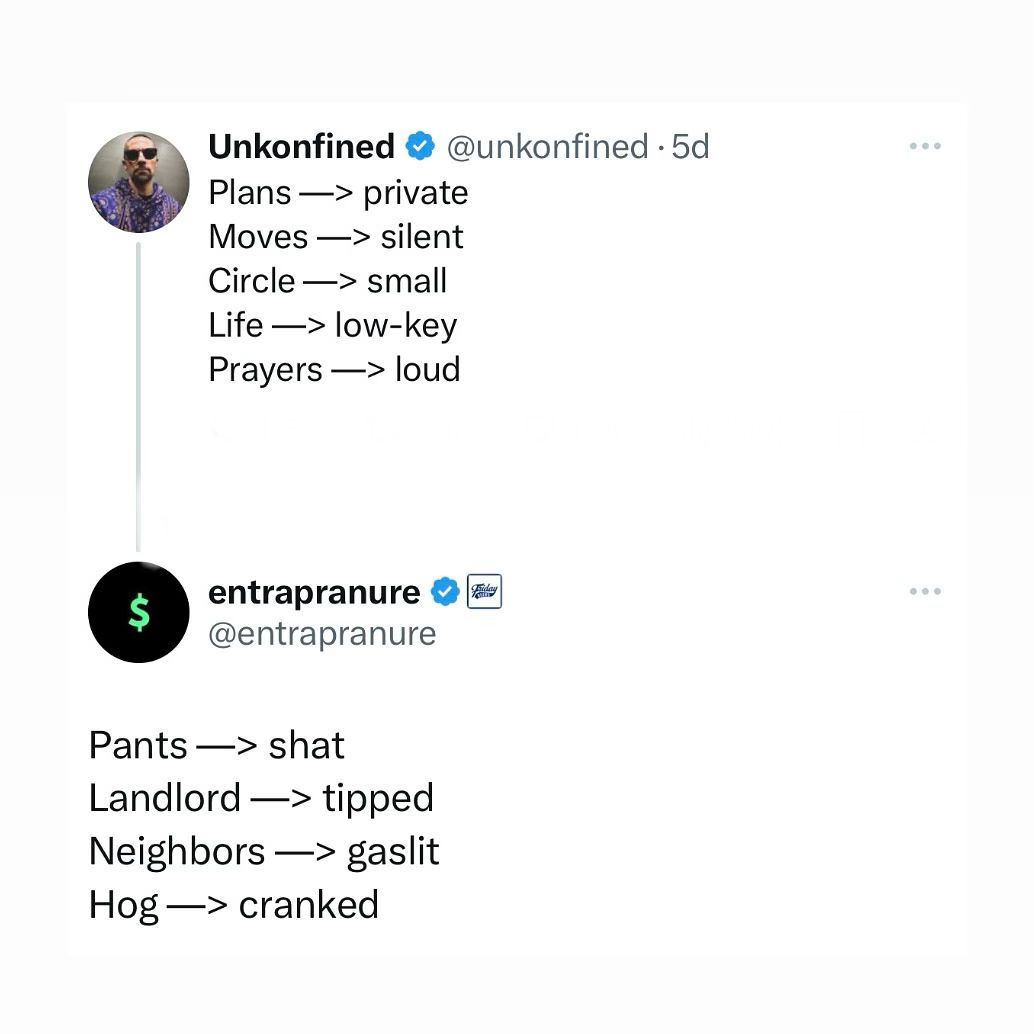 Unkonfined @unkonfined · 5d
Plans —> private
Moves —> silent
Circle —> small
Life —> low-key
Prayers —> loud
entrapranure
Friday
@entrapranure
$
Pants —> shat
Landlord —> tipped
Neighbors —> gaslit
Hog —> cranked